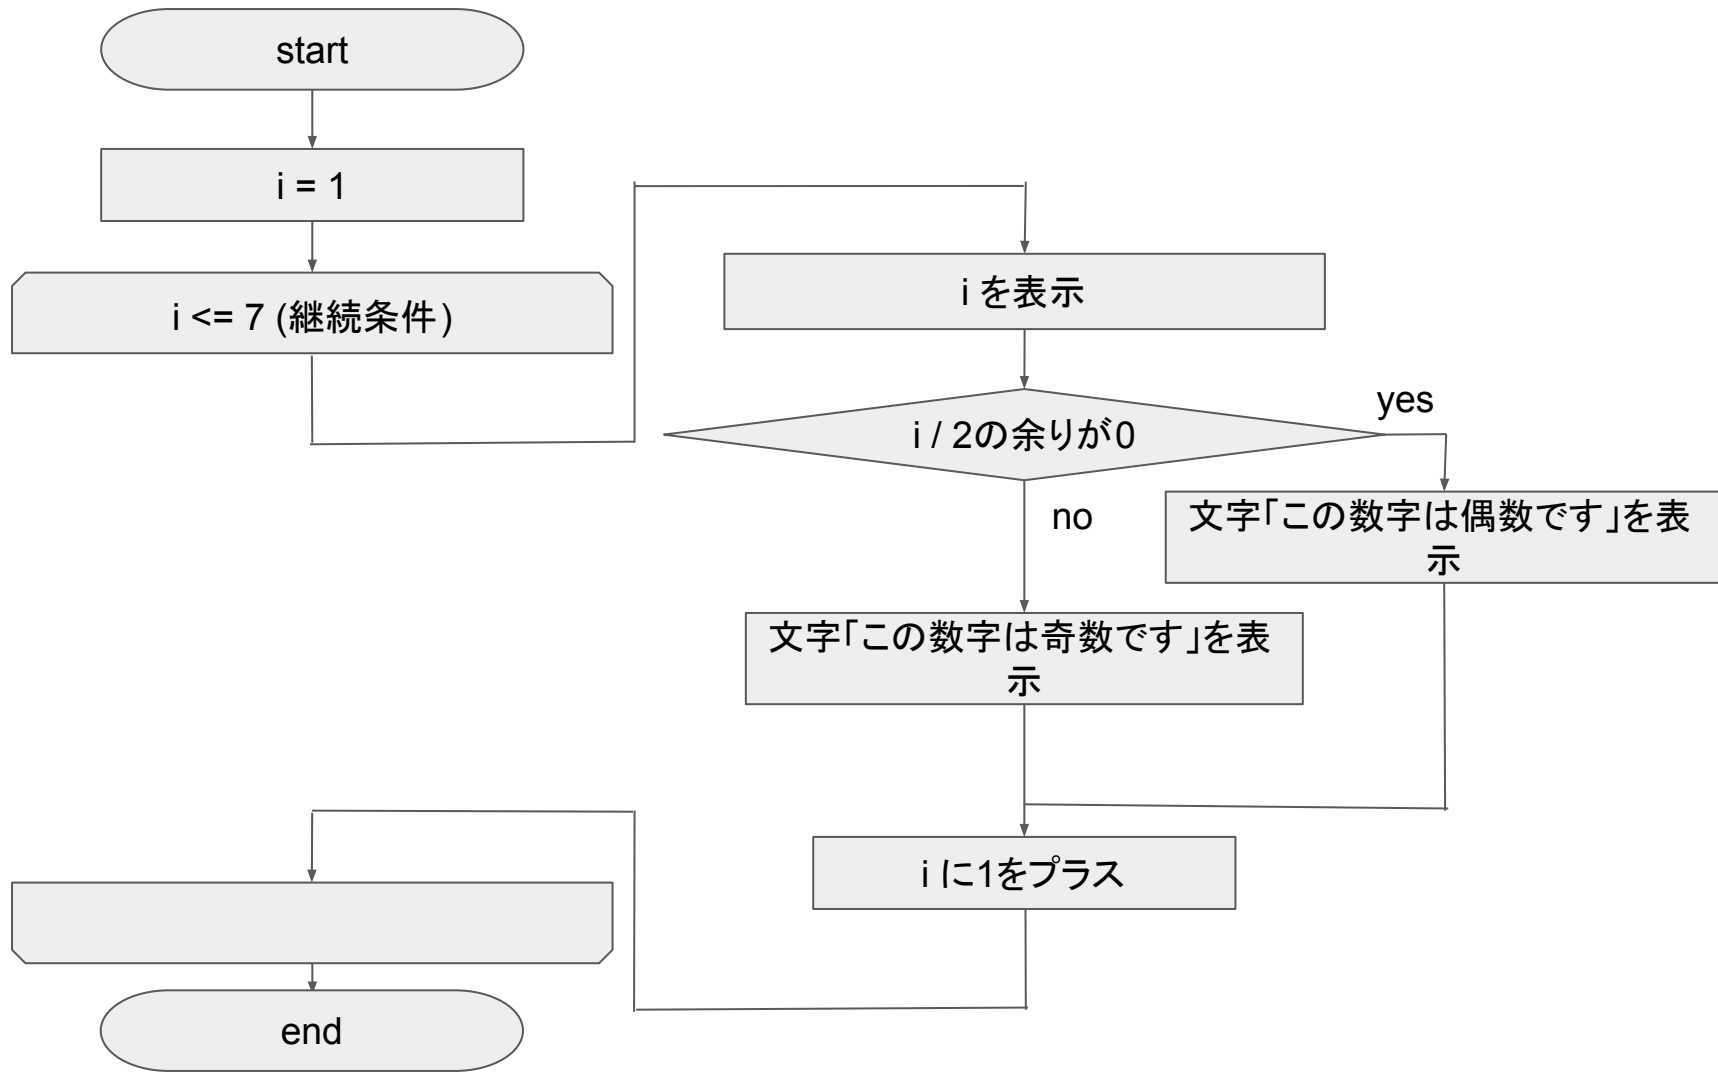 start
i = 1
i <= 7 (継続条件)
i を表示
i / 2の余りが0
yes
no
文字「この数字は偶数です」を表
示
文字「この数字は奇数です」を表
示
i に1をプラス
end